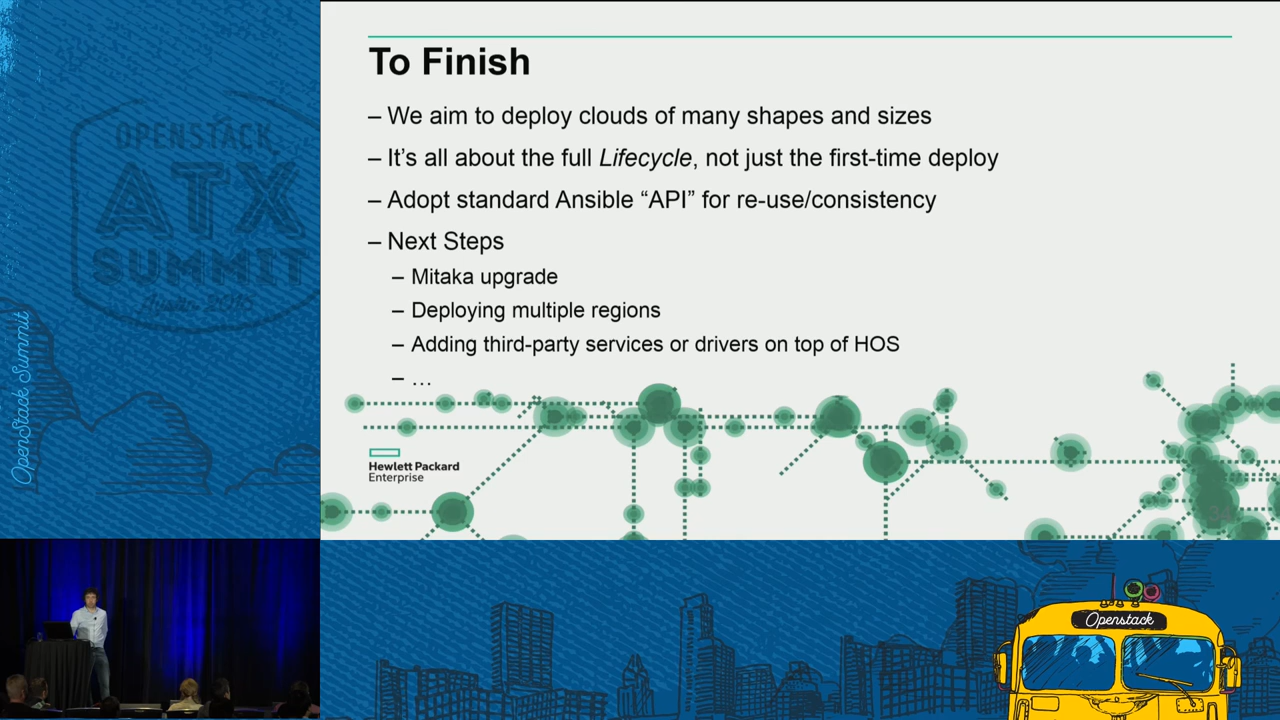 OPENSTACK
ATX
SUMMIT
Austin 2016
OpenStack Summit
To Finish
– We aim to deploy clouds of many shapes and sizes
– It’s all about the full Lifecycle, not just the first-time deploy
– Adopt standard Ansible “API” for re-use/consistency
– Next Steps
– Mitaka upgrade
– Deploying multiple regions
– Adding third-party services or drivers on top of HOS
– …
Hewlett Packard
Enterprise
34
Openstack